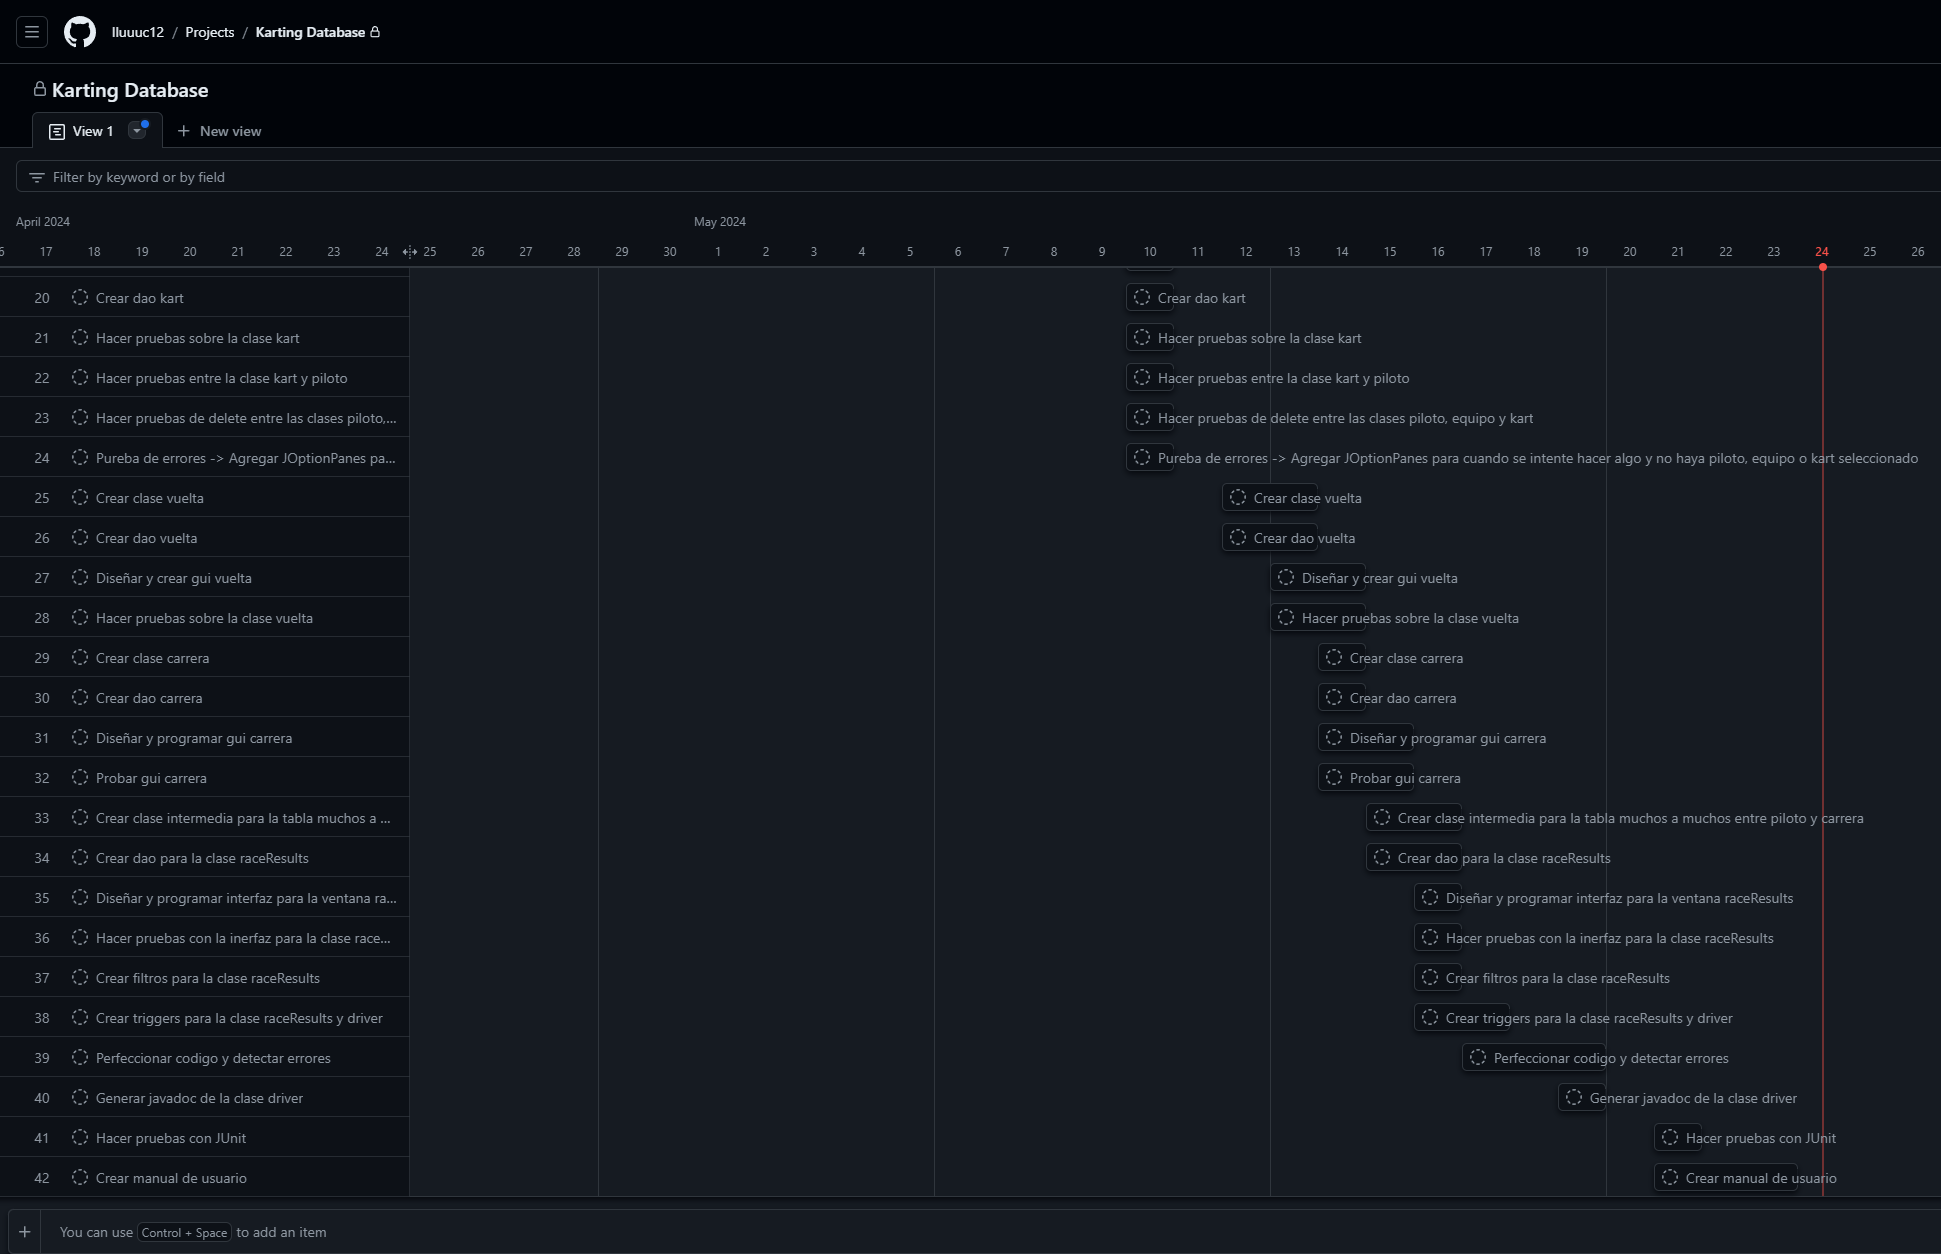 lluuuc12 / Projects / Karting Database
Karting Database
View 1
New view
Filter by keyword or by field
April 2024
May 2024
17 18 19 20 21 22 23 24 25 26 27 28 29 30 1 2 3 4 5 6 7 8 9 10 11 12 13 14 15 16 17 18 19 20 21 22 23 24 25 26
20 Crear dao kart Crear dao kart
21 Hacer pruebas sobre la clase kart Hacer pruebas sobre la clase kart
22 Hacer pruebas entre la clase kart y piloto Hacer pruebas entre la clase kart y piloto
23 Hacer pruebas de delete entre las clases piloto,... Hacer pruebas de delete entre las clases piloto, equipo y kart
24 Pureba de errores -> Agregar JOptionPanes pa... Pureba de errores -> Agregar JOptionPanes para cuando se intente hacer algo y no haya piloto, equipo o kart seleccionado
25 Crear clase vuelta Crear clase vuelta
26 Crear dao vuelta Crear dao vuelta
27 Diseñar y crear gui vuelta Diseñar y crear gui vuelta
28 Hacer pruebas sobre la clase vuelta Hacer pruebas sobre la clase vuelta
29 Crear clase carrera Crear clase carrera
30 Crear dao carrera Crear dao carrera
31 Diseñar y programar gui carrera Diseñar y programar gui carrera
32 Probar gui carrera Probar gui carrera
33 Crear clase intermedia para la tabla muchos a ... Crear clase intermedia para la tabla muchos a muchos entre piloto y carrera
34 Crear dao para la clase raceResults Crear dao para la clase raceResults
35 Diseñar y programar interfaz para la ventana ra... Diseñar y programar interfaz para la ventana raceResults
36 Hacer pruebas con la inerfaz para la clase race... Hacer pruebas con la inerfaz para la clase raceResults
37 Crear filtros para la clase raceResults Crear filtros para la clase raceResults
38 Crear triggers para la clase raceResults y driver Crear triggers para la clase raceResults y driver
39 Perfeccionar codigo y detectar errores Perfeccionar codigo y detectar errores
40 Generar javadoc de la clase driver Generar javadoc de la clase driver
41 Hacer pruebas con JUnit Hacer pruebas con JUnit
42 Crear manual de usuario Crear manual de usuario
+ You can use Control + Space to add an item